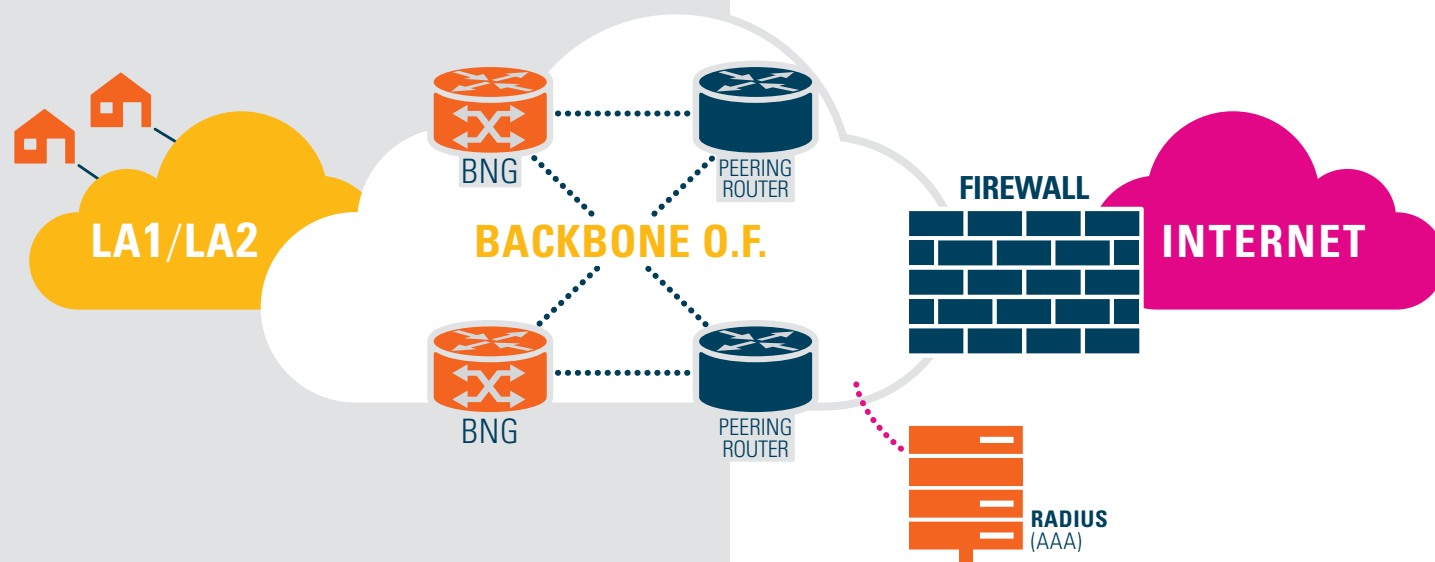 BNG
PEERING
ROUTER
FIREWALL
LA1/LA2
BACKBONE O.F.
INTERNET
BNG
PEERING
ROUTER
RADIUS
(AAA)